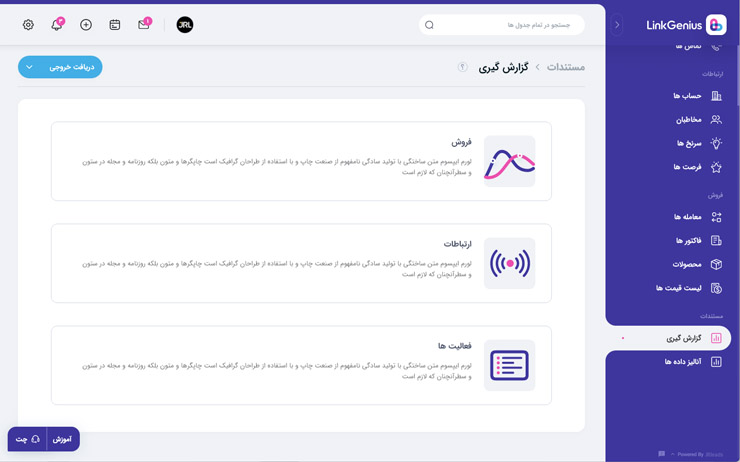 LinkGenius
تماس ها
ارتباطات
حساب ها
مخاطبان
سرنخ ها
فرصت ها
فروش
معامله ها
فاکتور ها
محصولات
لیست قیمت ها
مستندات
گزارش گیری
آنالیز داده ها
Powered By
جستجو در تمام جدول ها
JRL
۱
۳
مستندات > گزارش گیری
دریافت خروجی
فروش
لورم ایپسوم متن ساختگی با تولید سادگی نامفهوم از صنعت چاپ و با استفاده از طراحان گرافیک است چاپگرها و متون بلکه روزنامه و مجله در ستون
و سطرآنچنان که لازم است
ارتباطات
لورم ایپسوم متن ساختگی با تولید سادگی نامفهوم از صنعت چاپ و با استفاده از طراحان گرافیک است چاپگرها و متون بلکه روزنامه و مجله در ستون
و سطرآنچنان که لازم است
فعالیت ها
لورم ایپسوم متن ساختگی با تولید سادگی نامفهوم از صنعت چاپ و با استفاده از طراحان گرافیک است چاپگرها و متون بلکه روزنامه و مجله در ستون
و سطرآنچنان که لازم است
آموزش
چت